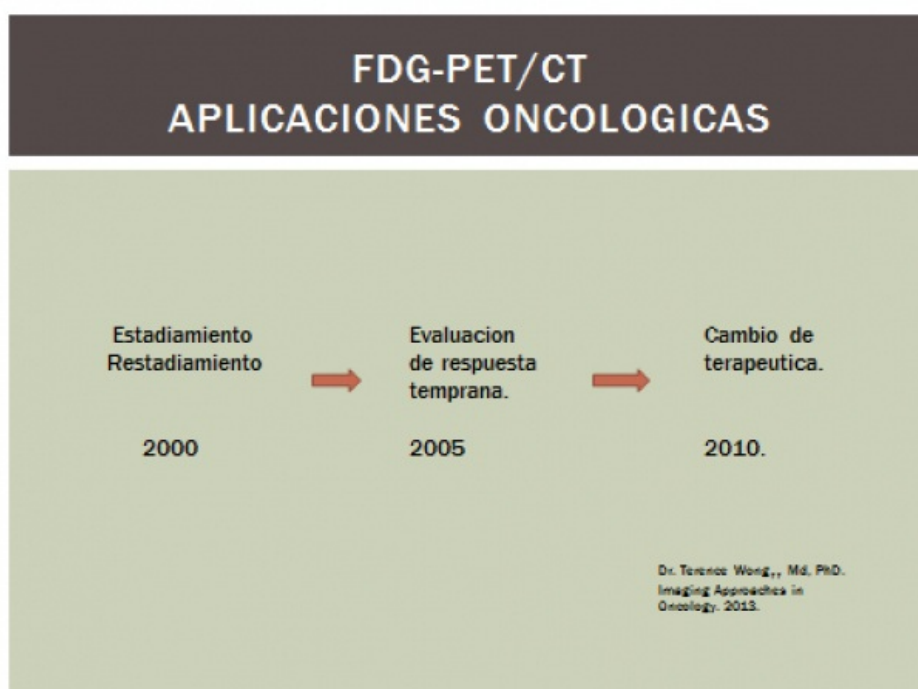 FDG-PET/CT
APLICACIONES ONCOLOGICAS
Estadiamiento
Restadiamiento
2000
Evaluacion
de respuesta
temprana.
2005
Cambio de
terapeutica.
2010.
Dr. Terence Wong,, Md, PhD.
Imaging Approaches in
Oncology. 2013.